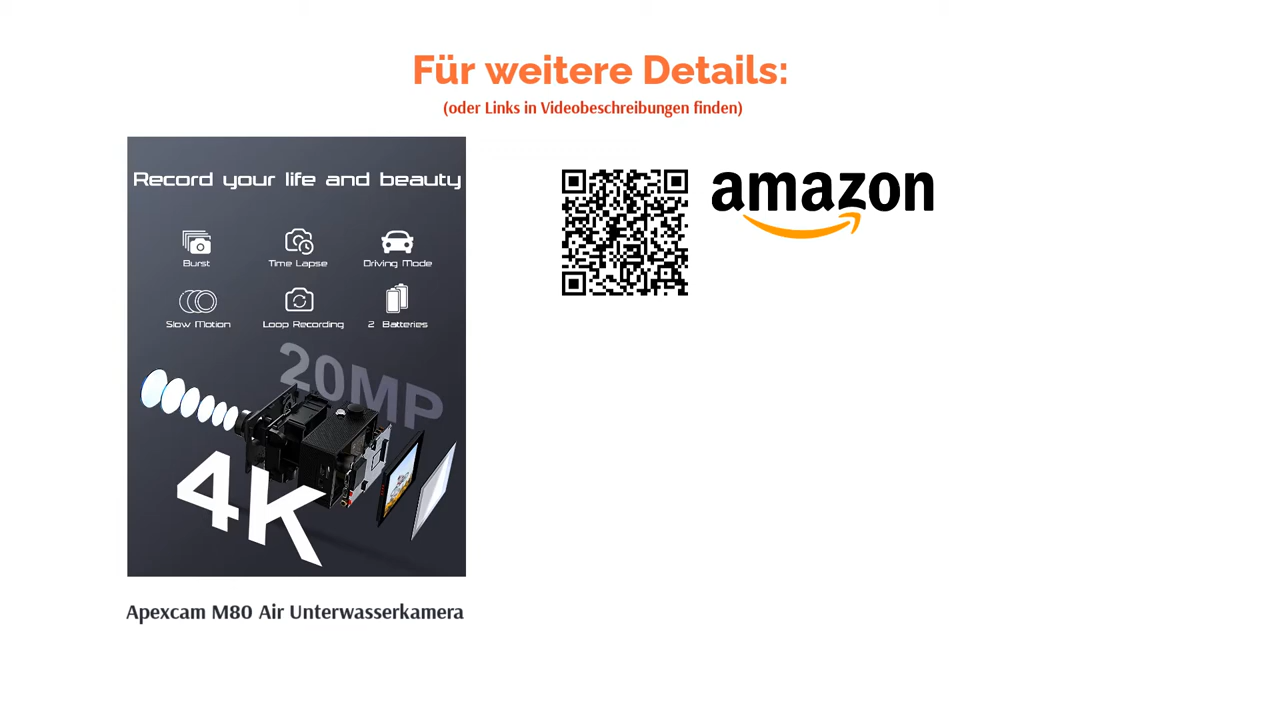 Für weitere Details:
(oder Links in Videobeschreibungen finden)
Record your life and beauty
Burst
Time Lapse
Driving Mode
Slow Motion
Loop Recording
2 Batteries
20MP
4K
amazon
Apexcam M80 Air Unterwasserkamera